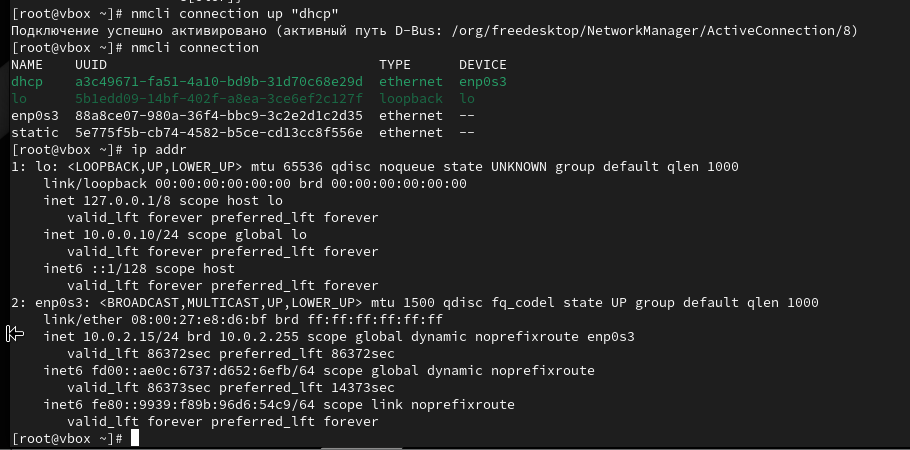 [root@vbox ~]# nmcli connection up "dhcp"
Подключение успешно активировано (активный путь D-Bus: /org/freedesktop/NetworkManager/ActiveConnection/8)
[root@vbox ~]# nmcli connection
NAME    UUID                                  TYPE      DEVICE
dhcp    a3c49671-fa51-4a10-bd9b-31d70c68e29d  ethernet  enp0s3
lo      5b1edd09-14bf-402f-a8ea-3ce6ef2c127f  loopback  lo
enp0s3  88a8ce07-980a-36f4-bbc9-3c2e2d1c2d35  ethernet  --
static  5e775f5b-cb74-4582-b5ce-cd13cc8f556e  ethernet  --
[root@vbox ~]# ip addr
1: lo: <LOOPBACK,UP,LOWER_UP> mtu 65536 qdisc noqueue state UNKNOWN group default qlen 1000
    link/loopback 00:00:00:00:00:00 brd 00:00:00:00:00:00
    inet 127.0.0.1/8 scope host lo
       valid_lft forever preferred_lft forever
    inet 10.0.0.10/24 scope global lo
       valid_lft forever preferred_lft forever
    inet6 ::1/128 scope host
       valid_lft forever preferred_lft forever
2: enp0s3: <BROADCAST,MULTICAST,UP,LOWER_UP> mtu 1500 qdisc fq_codel state UP group default qlen 1000
    link/ether 08:00:27:e8:d6:bf brd ff:ff:ff:ff:ff:ff
    inet 10.0.2.15/24 brd 10.0.2.255 scope global dynamic noprefixroute enp0s3
       valid_lft 86372sec preferred_lft 86372sec
    inet6 fd00::ae0c:6737:d652:6efb/64 scope global dynamic noprefixroute
       valid_lft 86373sec preferred_lft 14373sec
    inet6 fe80::9939:f89b:96d6:54c9/64 scope link noprefixroute
       valid_lft forever preferred_lft forever
[root@vbox ~]#